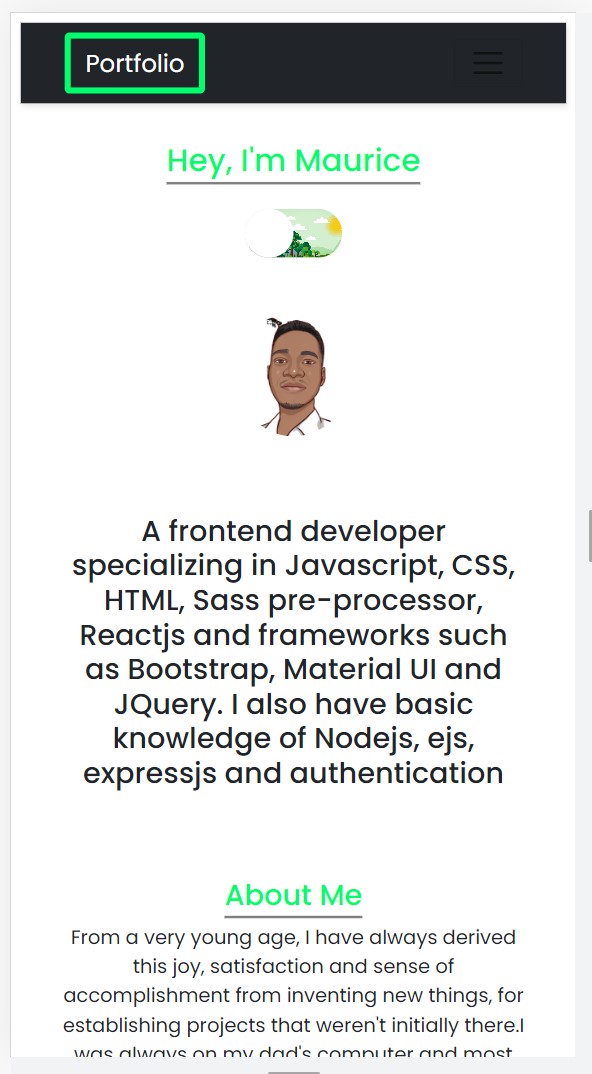 Portfolio
Hey, I'm Maurice
A frontend developer
specializing in Javascript, CSS,
HTML, Sass pre-processor,
Reactjs and frameworks such
as Bootstrap, Material UI and
JQuery. I also have basic
knowledge of Nodejs, ejs,
expressjs and authentication
About Me
From a very young age, I have always derived
this joy, satisfaction and sense of
accomplishment from inventing new things, for
establishing projects that weren't initially there.I
was always on my dad's computer and most